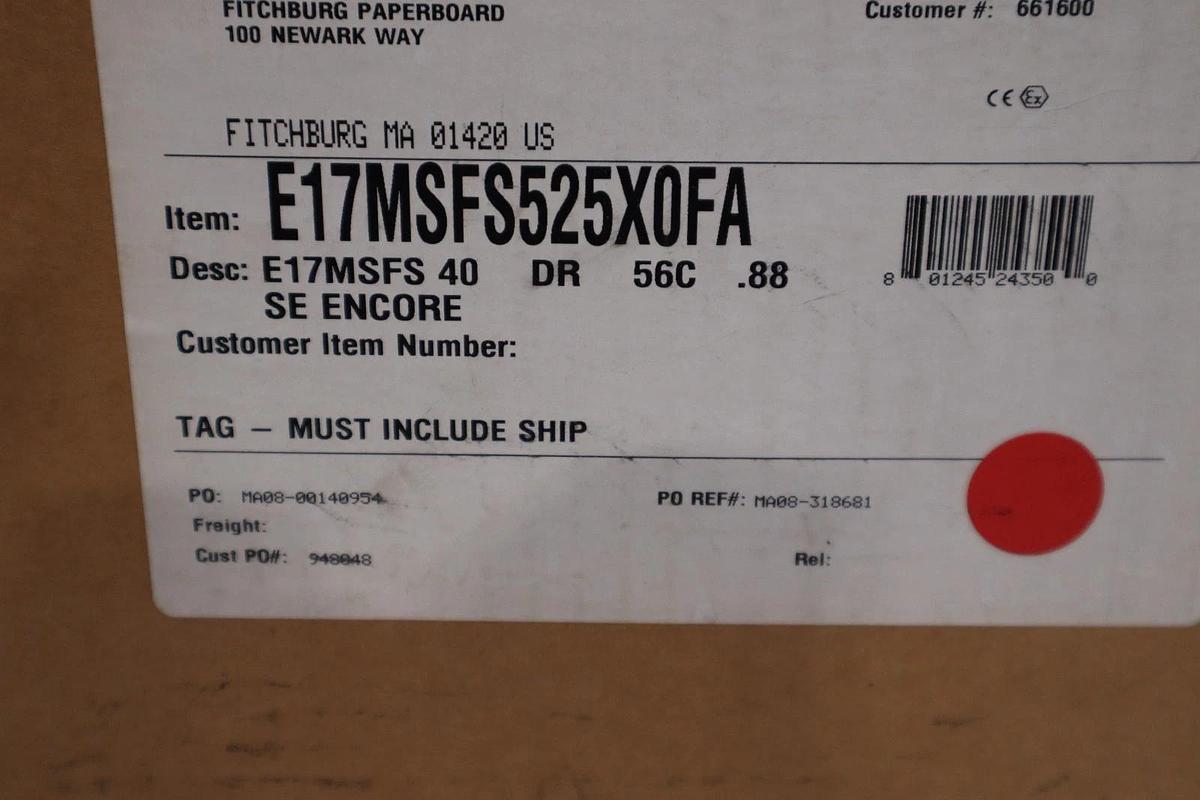 FITCHBURG PAPERBOARD Customer #: 661600
100 NEWARK WAY
CE Ex
FITCHBURG MA 01420 US
Item: E17MSFS525X0FA
Desc: E17MSFS 40 DR 56C .88
SE ENCORE
8 01245 24350 0
Customer Item Number:
TAG – MUST INCLUDE SHIP
PO: MA08-00140954 PO REF#: MA08-318681
Freight:
Cust PO#: 948048 Rel: